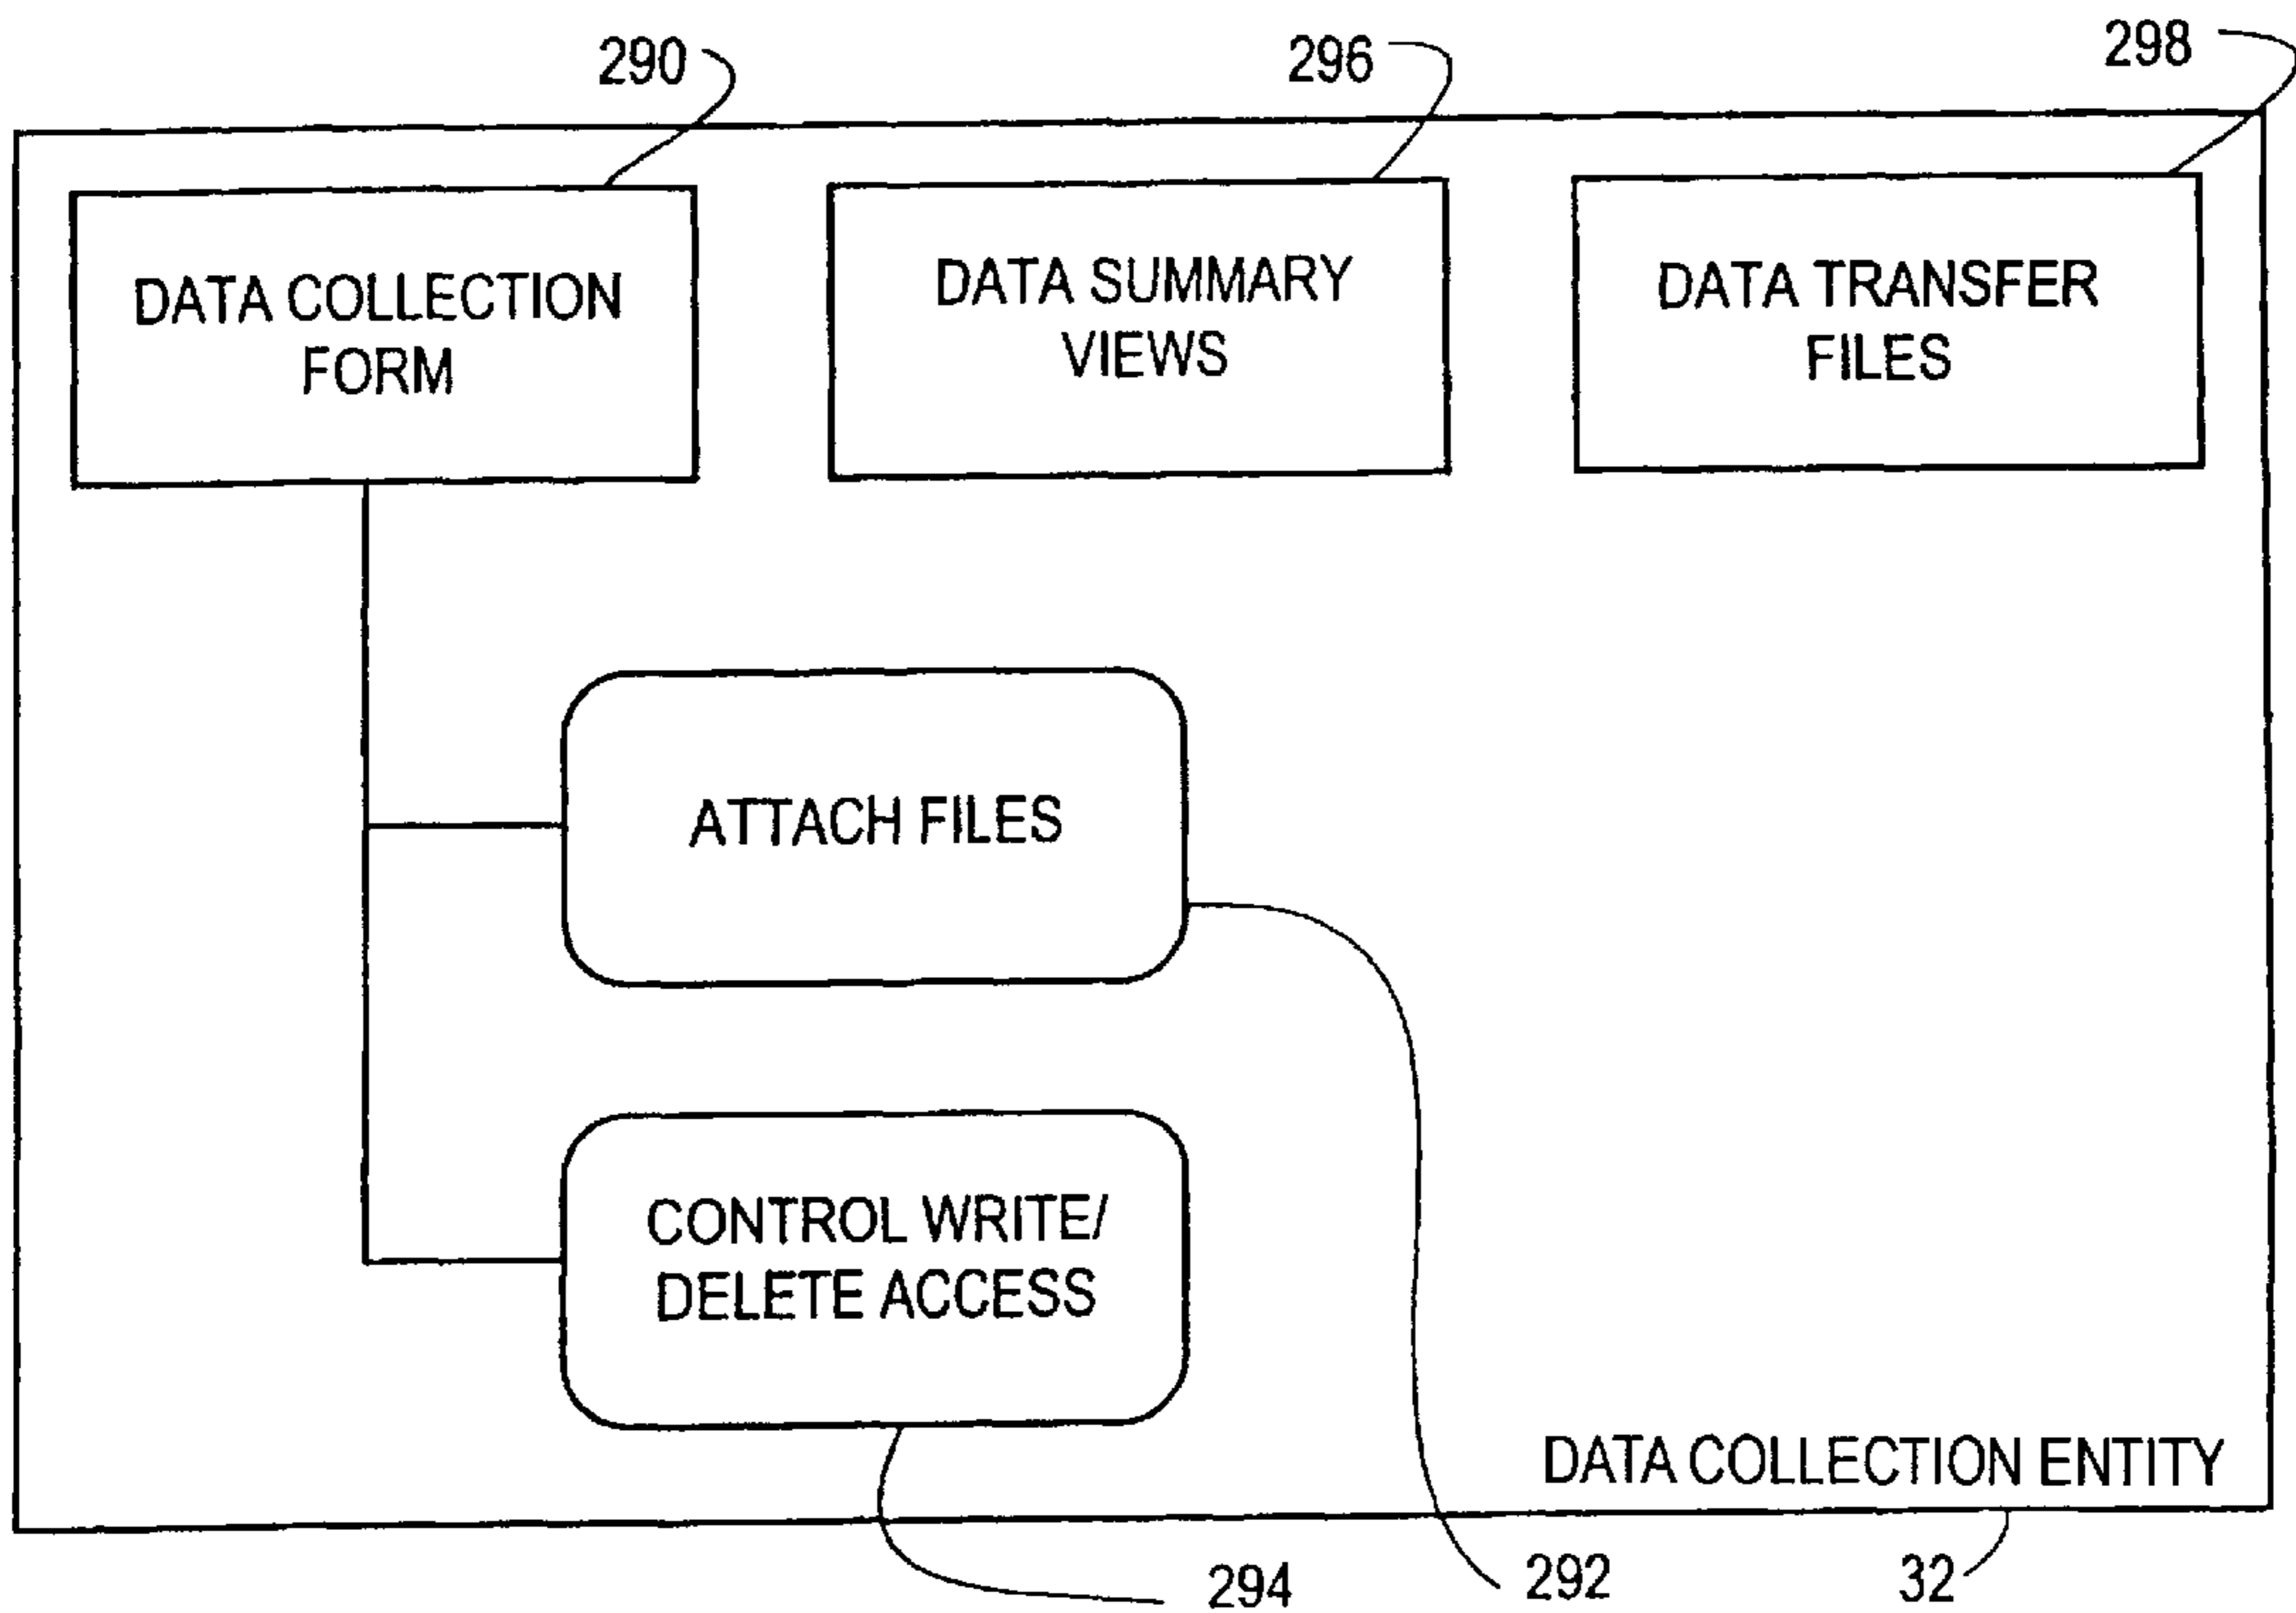 290
296
298
DATA COLLECTION
FORM
DATA SUMMARY
VIEWS
DATA TRANSFER
FILES
ATTACH FILES
CONTROL WRITE/
DELETE ACCESS
DATA COLLECTION ENTITY
294
292
32